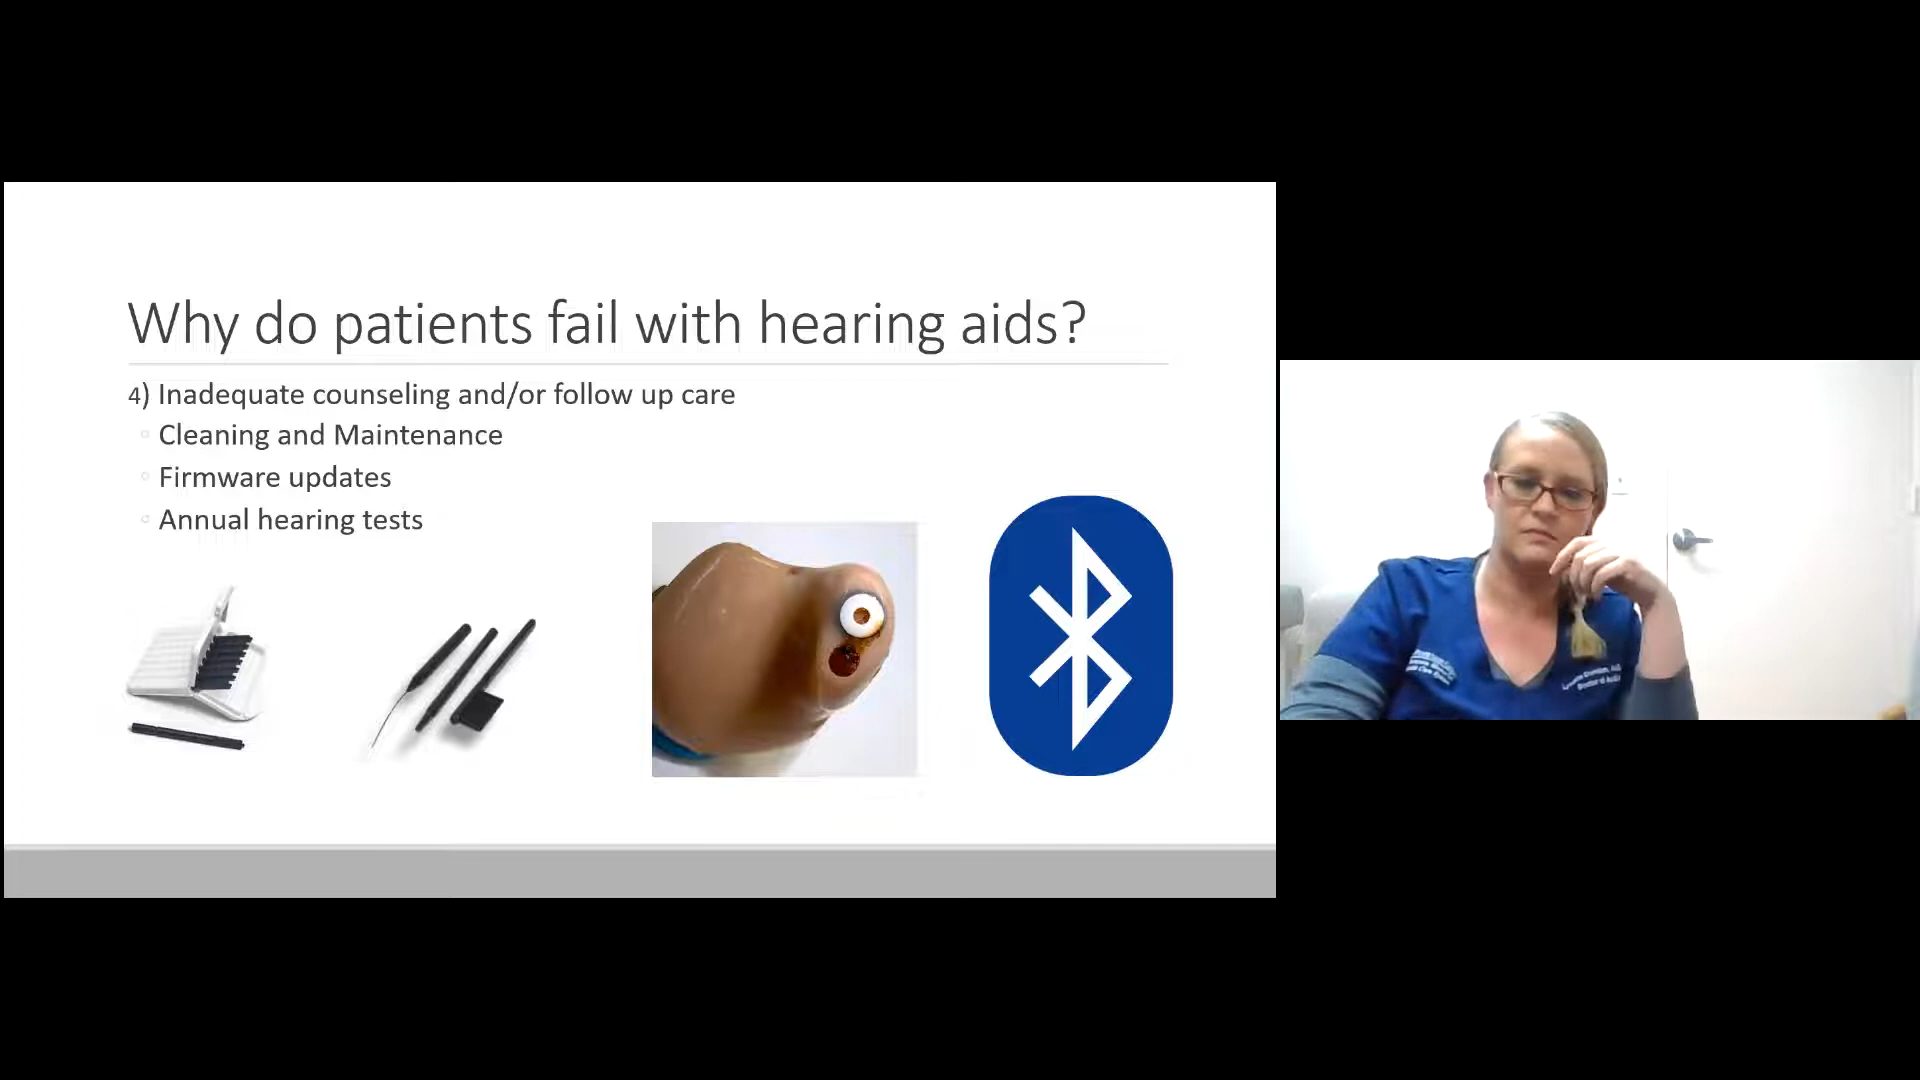 Why do patients fail with hearing aids?
4) Inadequate counseling and/or follow up care
Cleaning and Maintenance
Firmware updates
Annual hearing tests